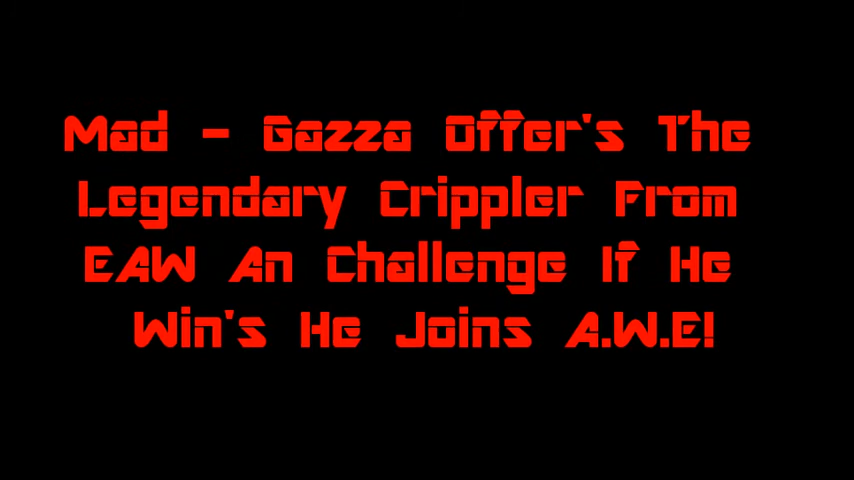 Mad - Gazza Offer's The
Legendary Crippler From
EAW An Challenge If He
Win's He Joins A.W.E!